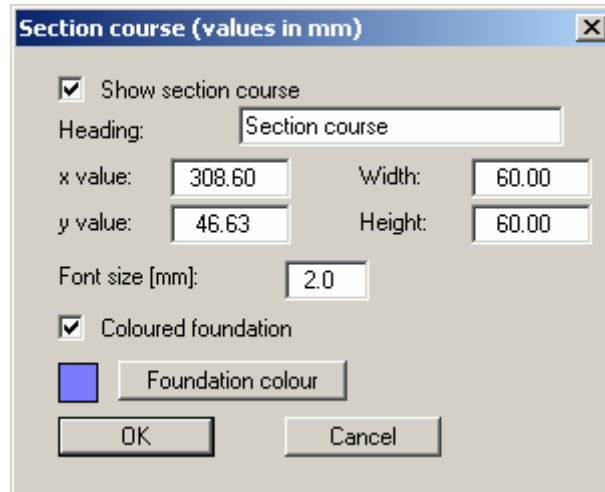 Section course (values in mm)
Show section course
Heading: Section course
x value: 308.60 Width: 60.00
y value: 46.63 Height: 60.00
Font size [mm]: 2.0
Coloured foundation
Foundation colour
OK Cancel